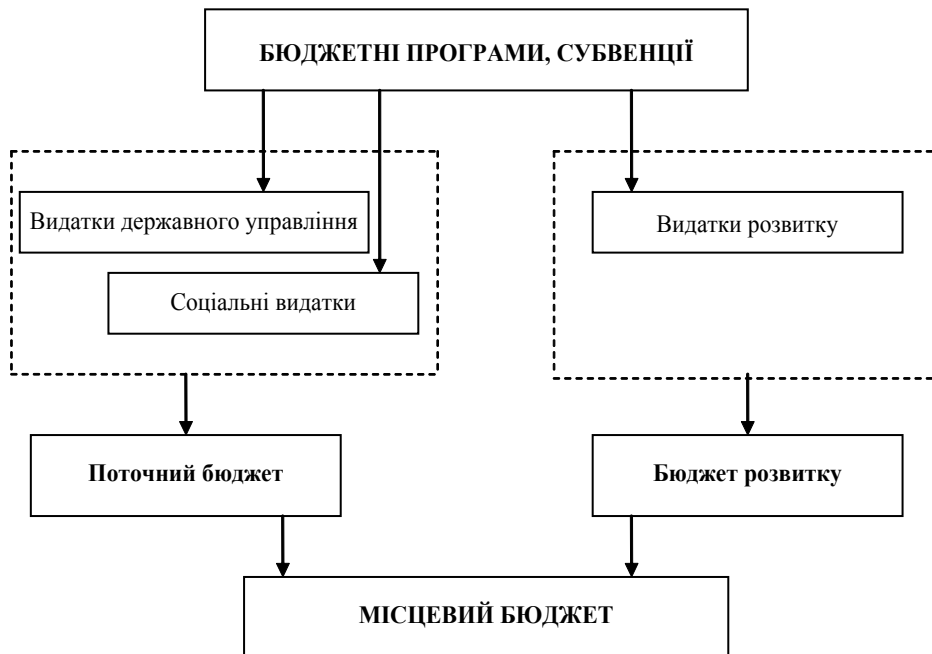 БЮДЖЕТНІ ПРОГРАМИ, СУБВЕНЦІЇ
Видатки державного управління
Видатки розвитку
Соціальні видатки
Поточний бюджет
Бюджет розвитку
МІСЦЕВИЙ БЮДЖЕТ